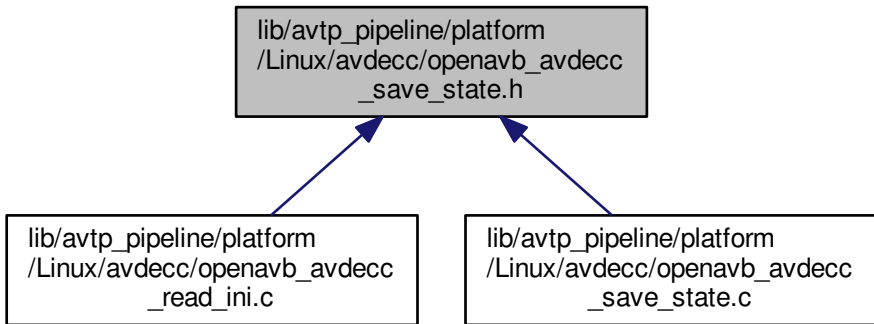 lib/avtp_pipeline/platform
/Linux/avdecc/openavb_avdecc
_save_state.h
lib/avtp_pipeline/platform
/Linux/avdecc/openavb_avdecc
_read_ini.c
lib/avtp_pipeline/platform
/Linux/avdecc/openavb_avdecc
_save_state.c